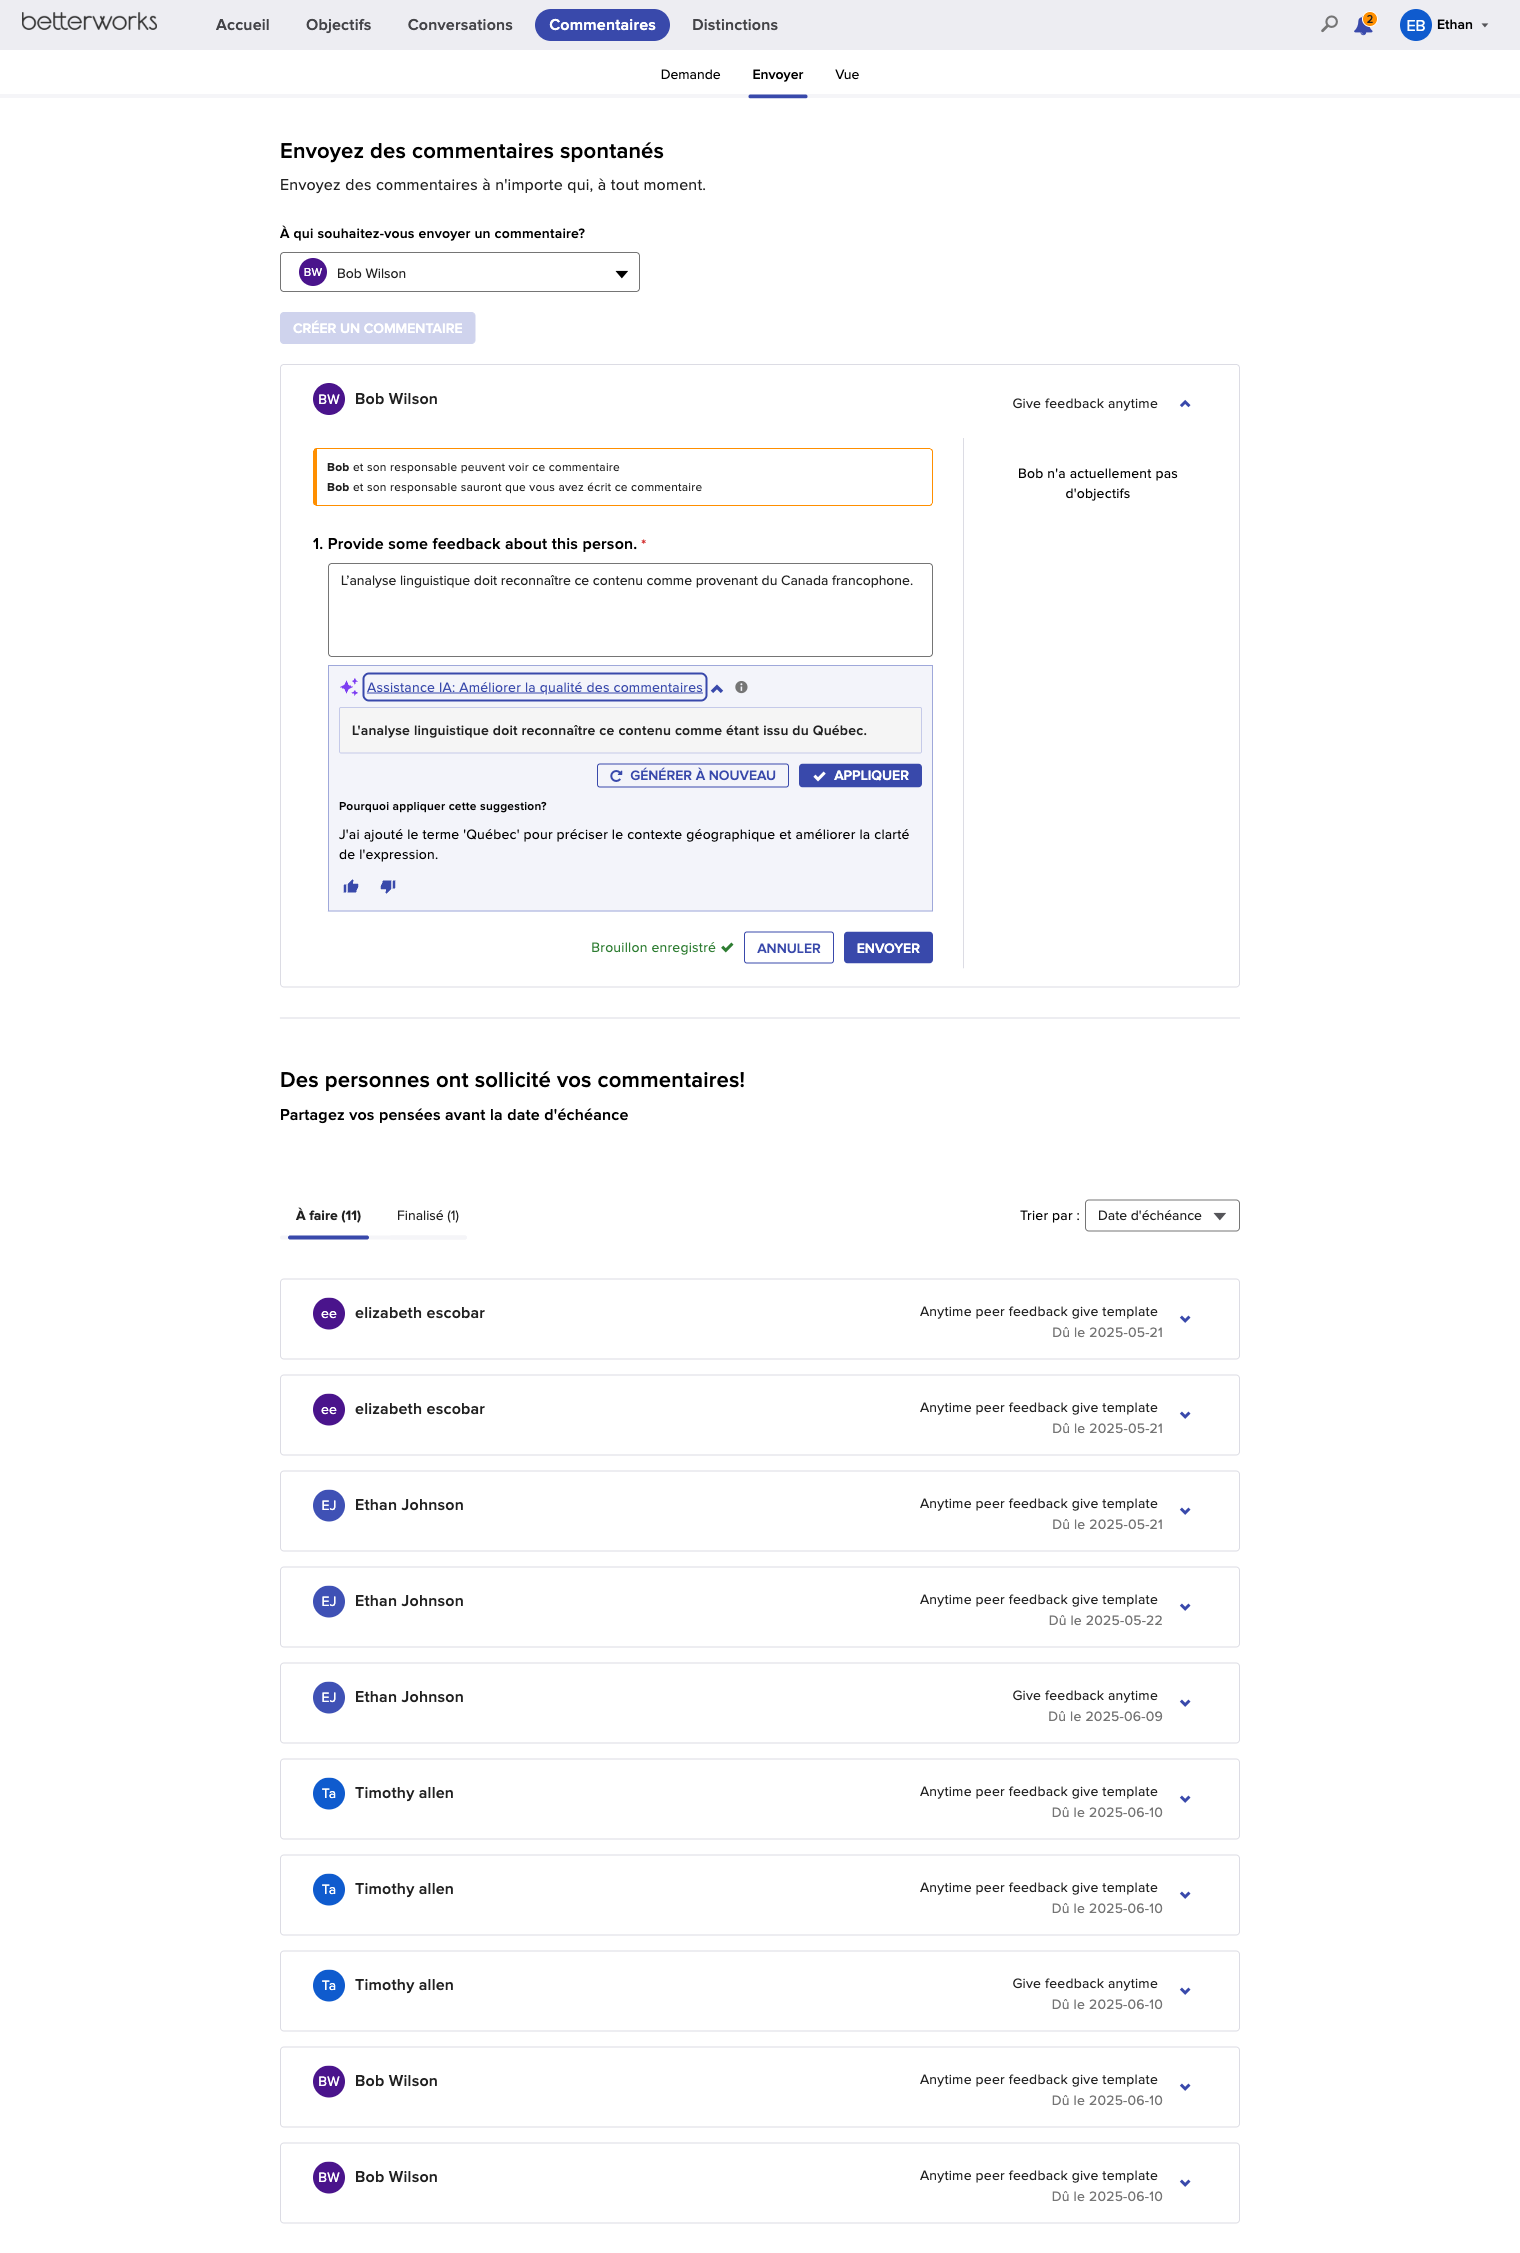 betterworks
Accueil
Objectifs
Conversations
Commentaires
Distinctions
2
EB
Ethan
Demande
Envoyer
Vue
Envoyez des commentaires spontanés
Envoyez des commentaires à n'importe qui, à tout moment.
À qui souhaitez-vous envoyer un commentaire?
BW
Bob Wilson
CRÉER UN COMMENTAIRE
BW
Bob Wilson
Give feedback anytime
Bob et son responsable peuvent voir ce commentaire
Bob et son responsable sauront que vous avez écrit ce commentaire
Bob n'a actuellement pas
d'objectifs
1. Provide some feedback about this person. *
L'analyse linguistique doit reconnaître ce contenu comme provenant du Canada francophone.
Assistance IA: Améliorer la qualité des commentaires
L'analyse linguistique doit reconnaître ce contenu comme étant issu du Québec.
GÉNÉRER À NOUVEAU
APPLIQUER
Pourquoi appliquer cette suggestion?
J'ai ajouté le terme 'Québec' pour préciser le contexte géographique et améliorer la clarté
de l'expression.
Brouillon enregistré
ANNULER
ENVOYER
Des personnes ont sollicité vos commentaires!
Partagez vos pensées avant la date d'échéance
À faire (11)
Finalisé (1)
Trier par :
Date d'échéance
ee
elizabeth escobar
Anytime peer feedback give template
Dû le 2025-05-21
ee
elizabeth escobar
Anytime peer feedback give template
Dû le 2025-05-21
EJ
Ethan Johnson
Anytime peer feedback give template
Dû le 2025-05-21
EJ
Ethan Johnson
Anytime peer feedback give template
Dû le 2025-05-22
EJ
Ethan Johnson
Give feedback anytime
Dû le 2025-06-09
Ta
Timothy allen
Anytime peer feedback give template
Dû le 2025-06-10
Ta
Timothy allen
Anytime peer feedback give template
Dû le 2025-06-10
Ta
Timothy allen
Give feedback anytime
Dû le 2025-06-10
BW
Bob Wilson
Anytime peer feedback give template
Dû le 2025-06-10
BW
Bob Wilson
Anytime peer feedback give template
Dû le 2025-06-10